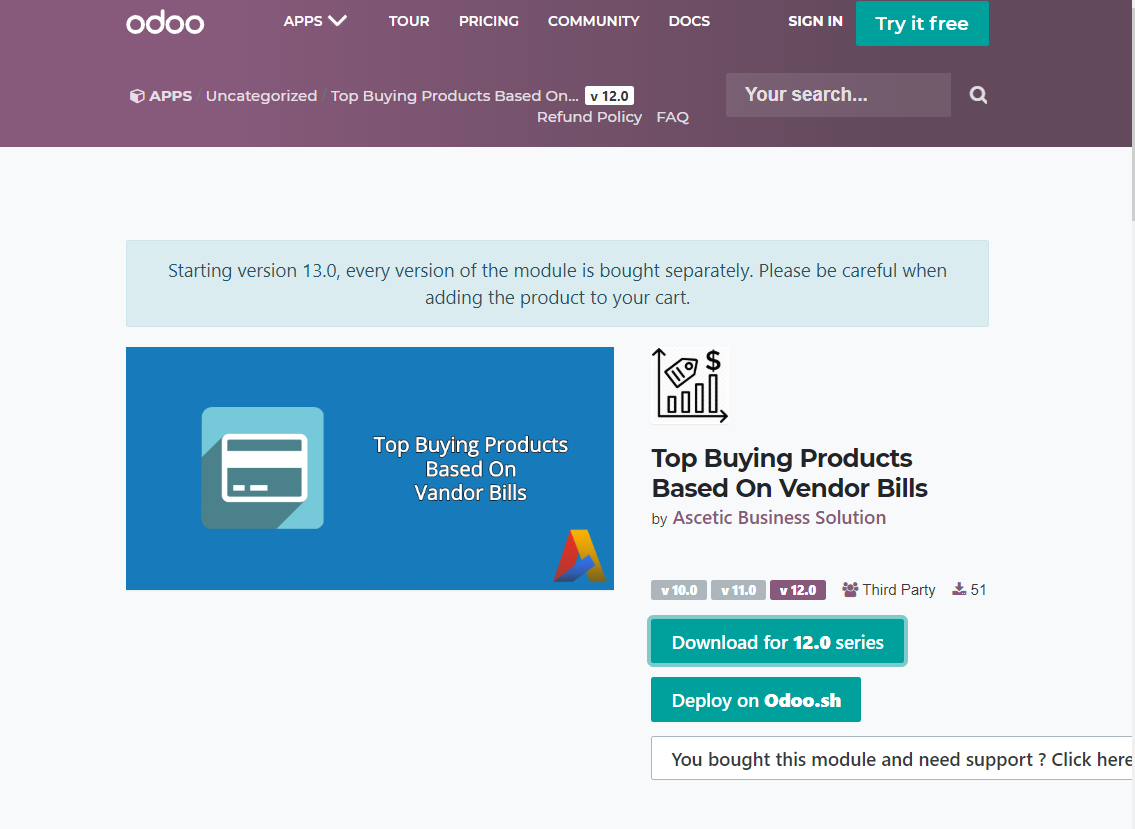 odoo
APPS TOUR PRICING COMMUNITY DOCS SIGN IN Try it free
APPS / Uncategorized / Top Buying Products Based On... v 12.0
Your search...
Refund Policy FAQ
Starting version 13.0, every version of the module is bought separately. Please be careful when
adding the product to your cart.
Top Buying Products
Based On
Vandor Bills
$
Top Buying Products
Based On Vendor Bills
by Ascetic Business Solution
v 10.0 v 11.0 v 12.0 Third Party 51
Download for 12.0 series
Deploy on Odoo.sh
You bought this module and need support ? Click here